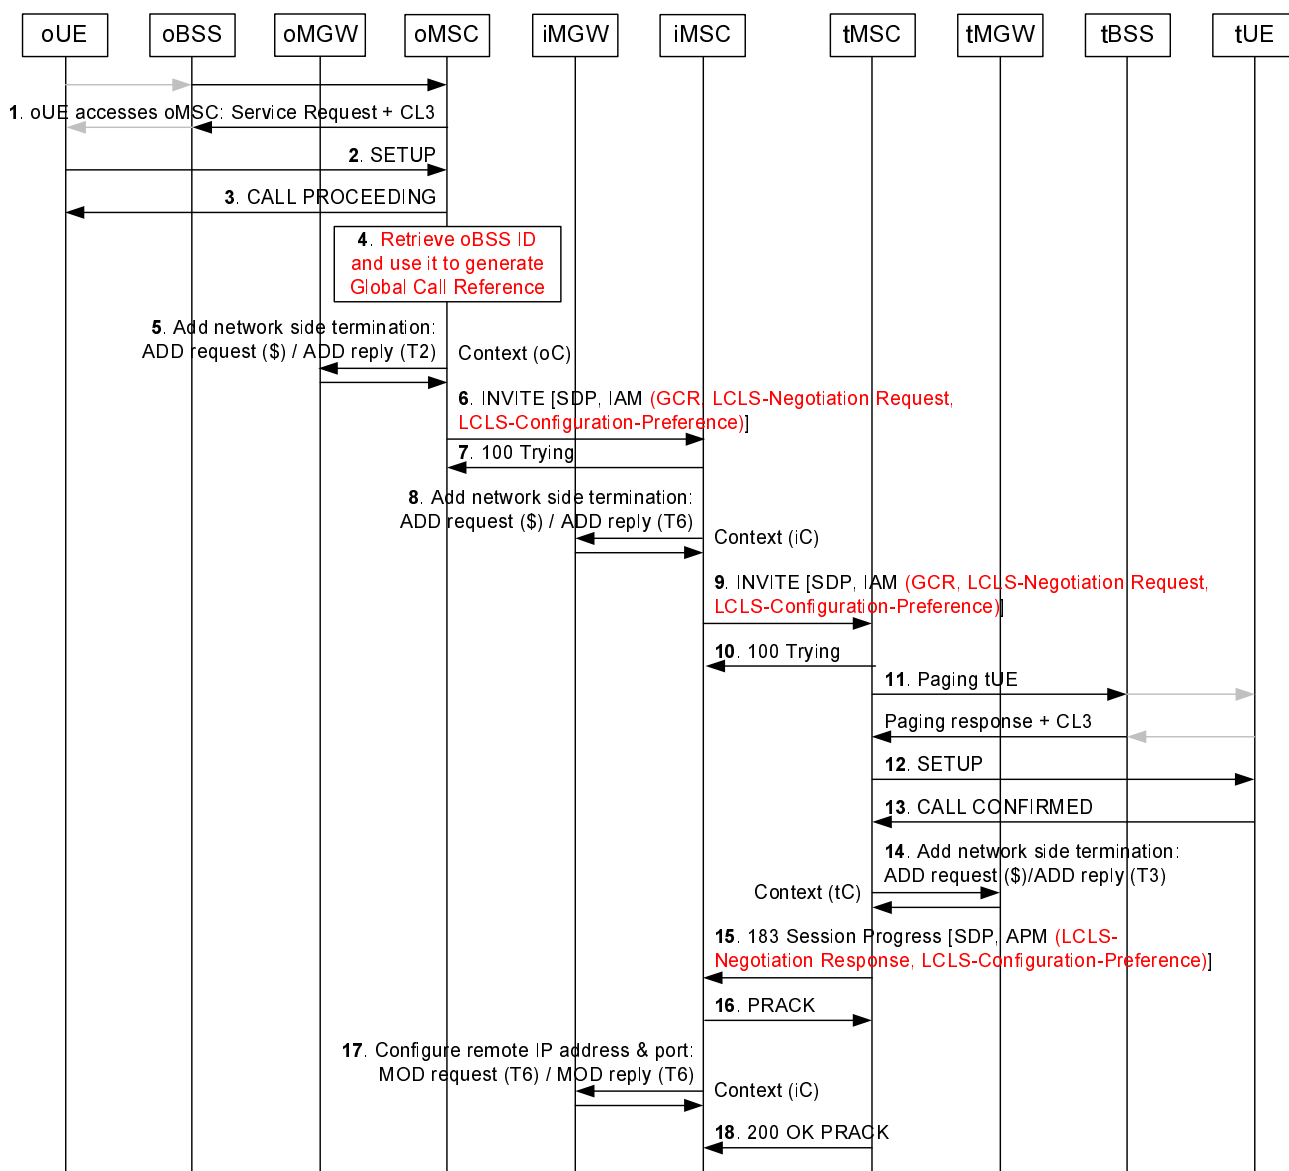 oUE oBSS oMGW oMSC iMGW iMSC tMSC tMGW tBSS tUE
1. oUE accesses oMSC: Service Request + CL3
2. SETUP
3. CALL PROCEEDING
4. Retrieve oBSS ID
and use it to generate
Global Call Reference
5. Add network side termination:
ADD request ($) / ADD reply (T2)
Context (oC)
6. INVITE [SDP, IAM (GCR, LCLS-Negotiation Request,
LCLS-Configuration-Preference)]
7. 100 Trying
8. Add network side termination:
ADD request ($) / ADD reply (T6)
Context (iC)
9. INVITE [SDP, IAM (GCR, LCLS-Negotiation Request,
LCLS-Configuration-Preference)]
10. 100 Trying
11. Paging tUE
Paging response + CL3
12. SETUP
13. CALL CONFIRMED
14. Add network side termination:
ADD request ($)/ADD reply (T3)
Context (tC)
15. 183 Session Progress [SDP, APM (LCLS-
Negotiation Response, LCLS-Configuration-Preference)]
16. PRACK
17. Configure remote IP address & port:
MOD request (T6) / MOD reply (T6)
Context (iC)
18. 200 OK PRACK